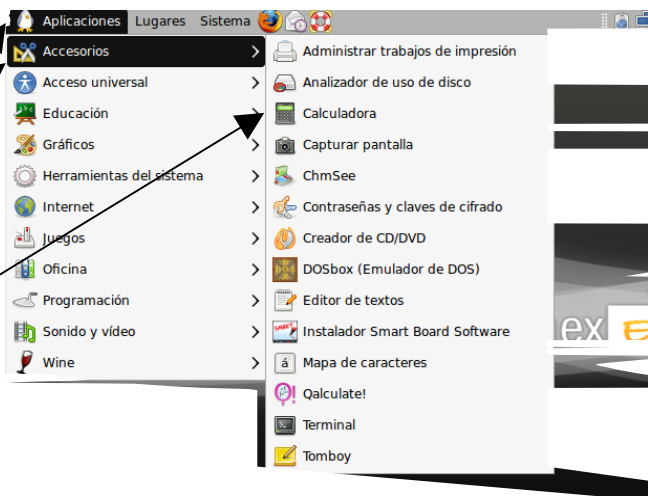 Aplicaciones Lugares Sistema
Accesorios
Acceso universal
Educación
Gráficos
Herramientas del sistema
Internet
Juegos
Oficina
Programación
Sonido y vídeo
Wine
Administrar trabajos de impresión
Analizador de uso de disco
Calculadora
Capturar pantalla
ChmSee
Contraseñas y claves de cifrado
Creador de CD/DVD
DOSbox (Emulador de DOS)
Editor de textos
Instalador Smart Board Software
Mapa de caracteres
Qalculate!
Terminal
Tomboy
ex